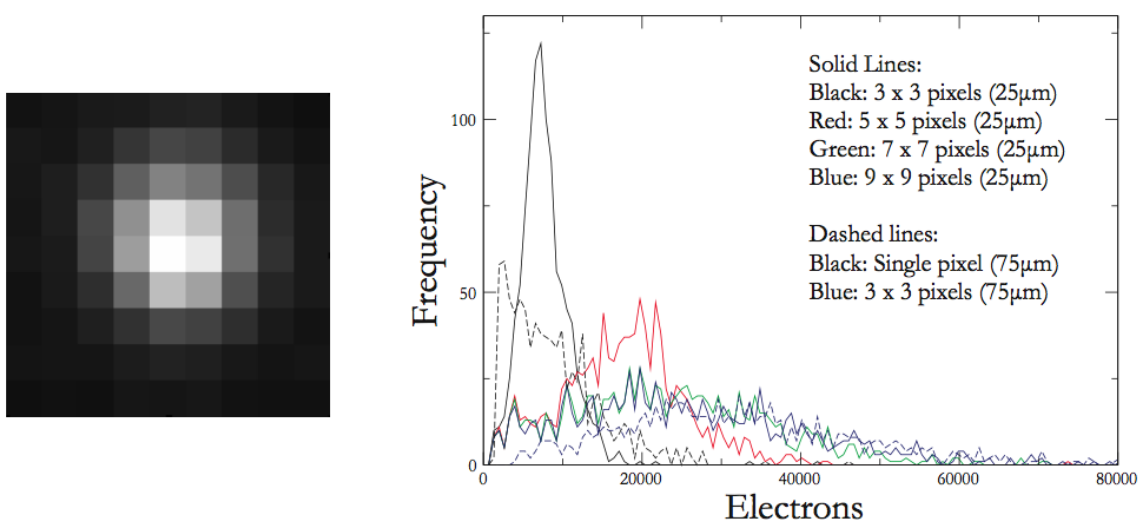 Solid Lines:
Black: 3 x 3 pixels (25μm)
Red: 5 x 5 pixels (25μm)
Green: 7 x 7 pixels (25μm)
Blue: 9 x 9 pixels (25μm)
Dashed lines:
Black: Single pixel (75μm)
Blue: 3 x 3 pixels (75μm)
Frequency
100
50
0
0 20000 40000 60000 80000
Electrons